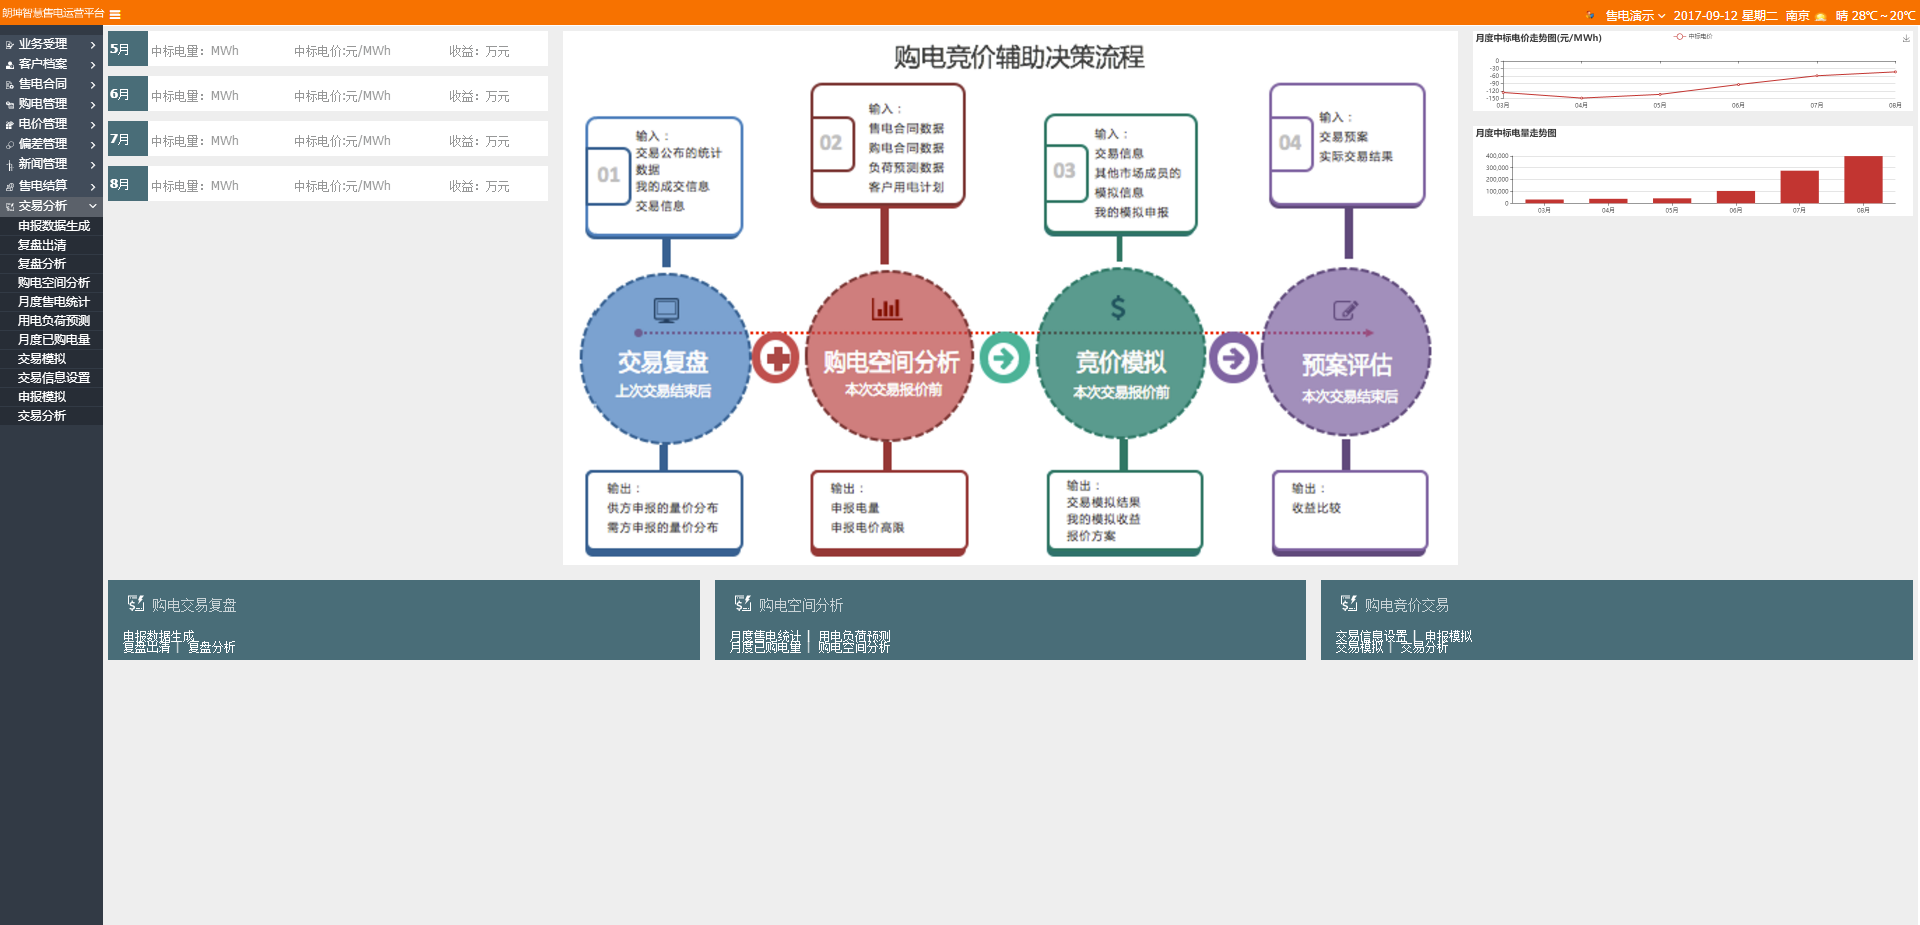 朗坤智慧售电运营平台
售电演示 2017-09-12 星期二 南京 晴 28℃～20℃
业务受理
客户档案
售电合同
购电管理
电价管理
偏差管理
新闻管理
售电结算
交易分析
申报数据生成
复盘出清
复盘分析
购电空间分析
月度售电统计
用电负荷预测
月度已购电量
交易模拟
交易信息设置
申报模拟
交易分析
5月 中标电量：MWh 中标电价:元/MWh 收益：万元
6月 中标电量：MWh 中标电价:元/MWh 收益：万元
7月 中标电量：MWh 中标电价:元/MWh 收益：万元
8月 中标电量：MWh 中标电价:元/MWh 收益：万元
购电竞价辅助决策流程
01
输入：
交易公布的统计
数据
我的成交信息
交易信息
02
输入：
售电合同数据
购电合同数据
负荷预测数据
客户用电计划
03
输入：
交易信息
其他市场成员的
模拟信息
我的模拟申报
04
输入：
交易预案
实际交易结果
交易复盘
上次交易结束后
购电空间分析
本次交易报价前
竞价模拟
本次交易报价前
预案评估
本次交易结束后
输出：
供方申报的量价分布
需方申报的量价分布
输出：
申报电量
申报电价高限
输出：
交易模拟结果
我的模拟收益
报价方案
输出：
收益比较
月度中标电价走势图(元/MWh)
中标电价
0
-30
-60
-90
-120
-150
03月 04月 05月 06月 07月 08月
月度中标电量走势图
400,000
300,000
200,000
100,000
0
03月 04月 05月 06月 07月 08月
购电交易复盘
申报数据生成
复盘出清 | 复盘分析
购电空间分析
月度售电统计 | 用电负荷预测
月度已购电量 | 购电空间分析
购电竞价交易
交易信息设置 | 申报模拟
交易模拟 | 交易分析